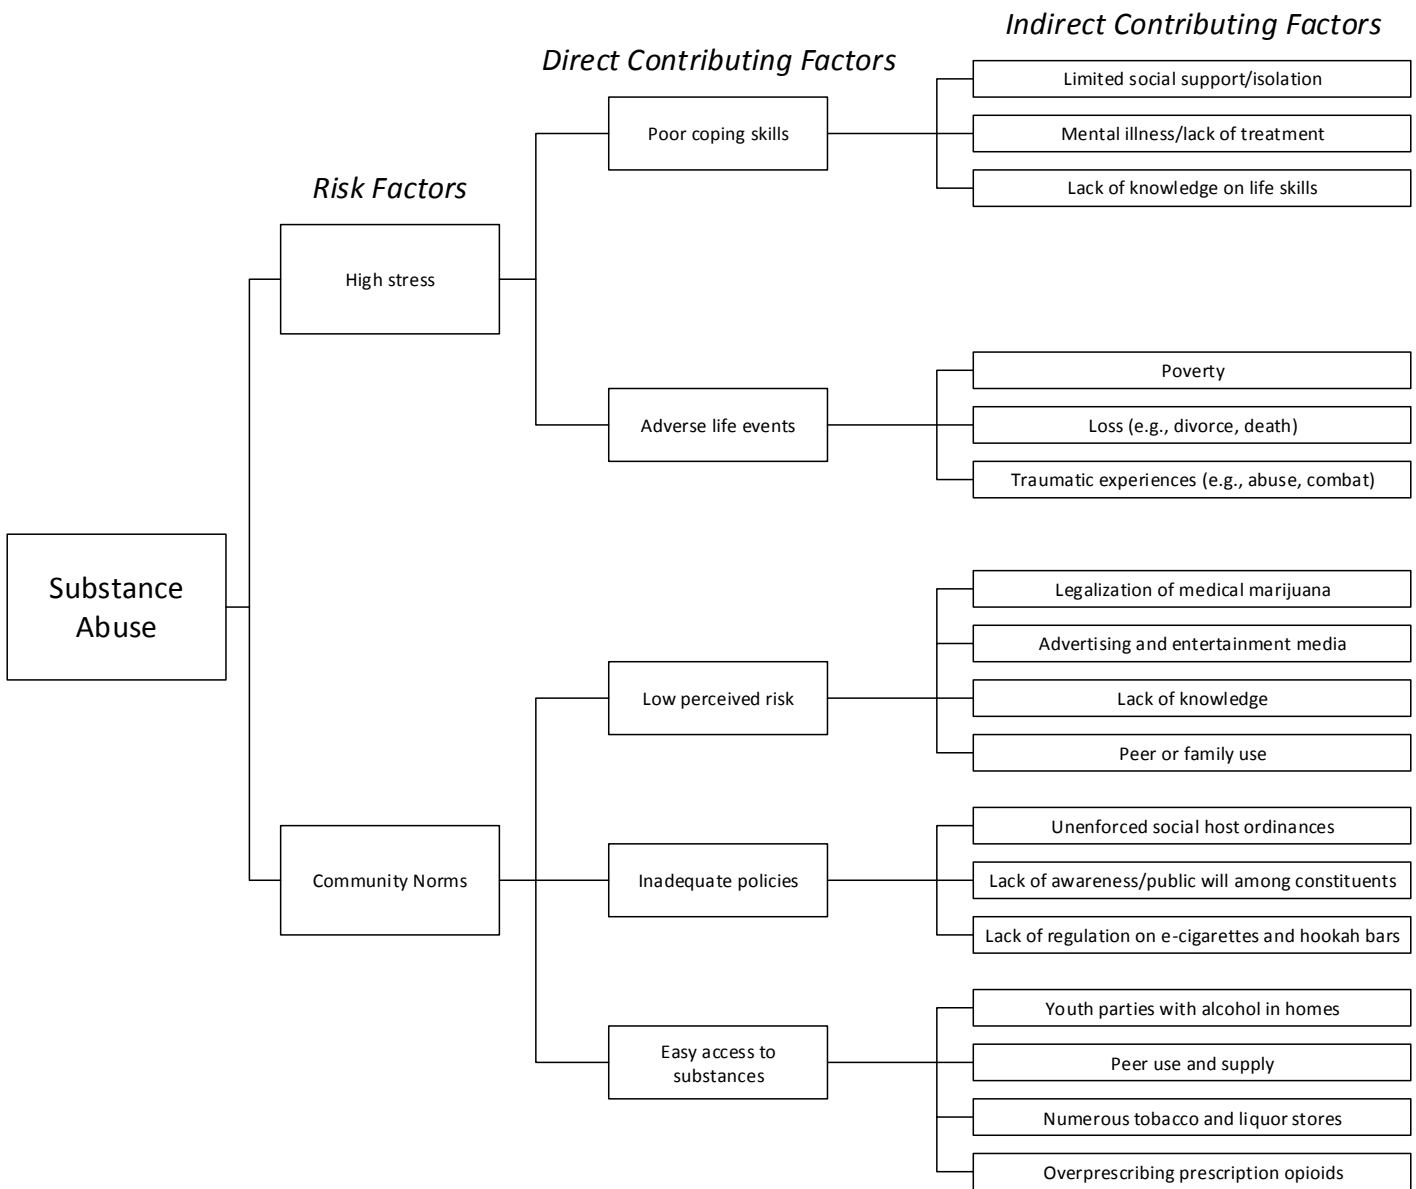 Indirect Contributing Factors
Direct Contributing Factors
Risk Factors
Limited social support/isolation
Poor coping skills
Mental illness/lack of treatment
Lack of knowledge on life skills
High stress
Poverty
Adverse life events
Loss (e.g., divorce, death)
Traumatic experiences (e.g., abuse, combat)
Substance
Abuse
Legalization of medical marijuana
Advertising and entertainment media
Low perceived risk
Lack of knowledge
Peer or family use
Community Norms
Unenforced social host ordinances
Inadequate policies
Lack of awareness/public will among constituents
Lack of regulation on e-cigarettes and hookah bars
Youth parties with alcohol in homes
Easy access to
substances
Peer use and supply
Numerous tobacco and liquor stores
Overprescribing prescription opioids